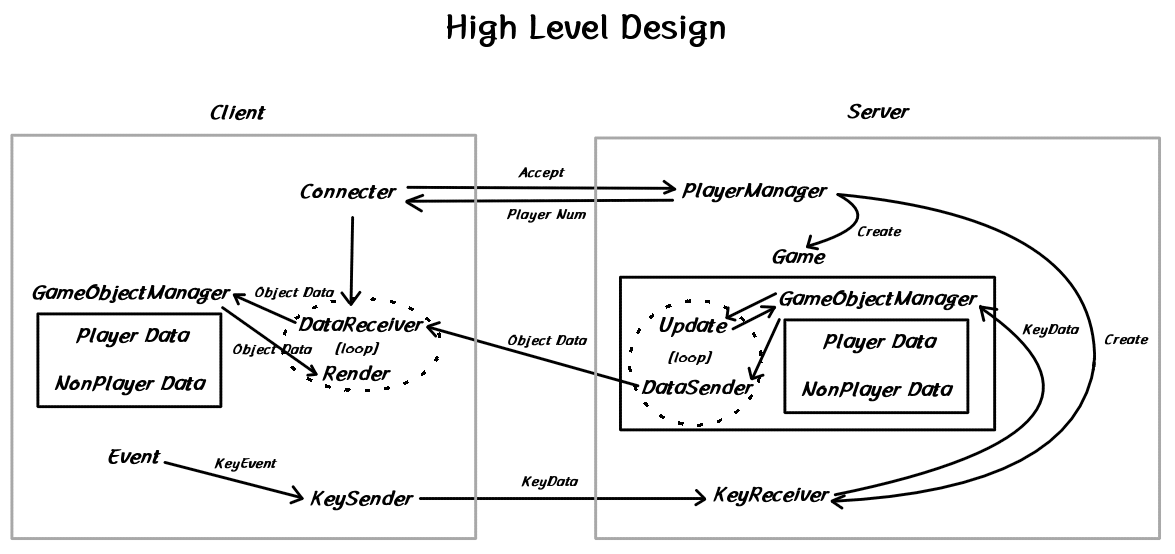 High Level Design
Client
Server
Connecter
Accept
Player Num
PlayerManager
Create
Game
GameObjectManager
Object Data
DataReceiver
[loop]
Object Data
Render
Player Data
NonPlayer Data
Object Data
Update
[loop]
DataSender
GameObjectManager
Player Data
NonPlayer Data
KeyData
Create
Event
KeyEvent
KeySender
KeyData
KeyReceiver